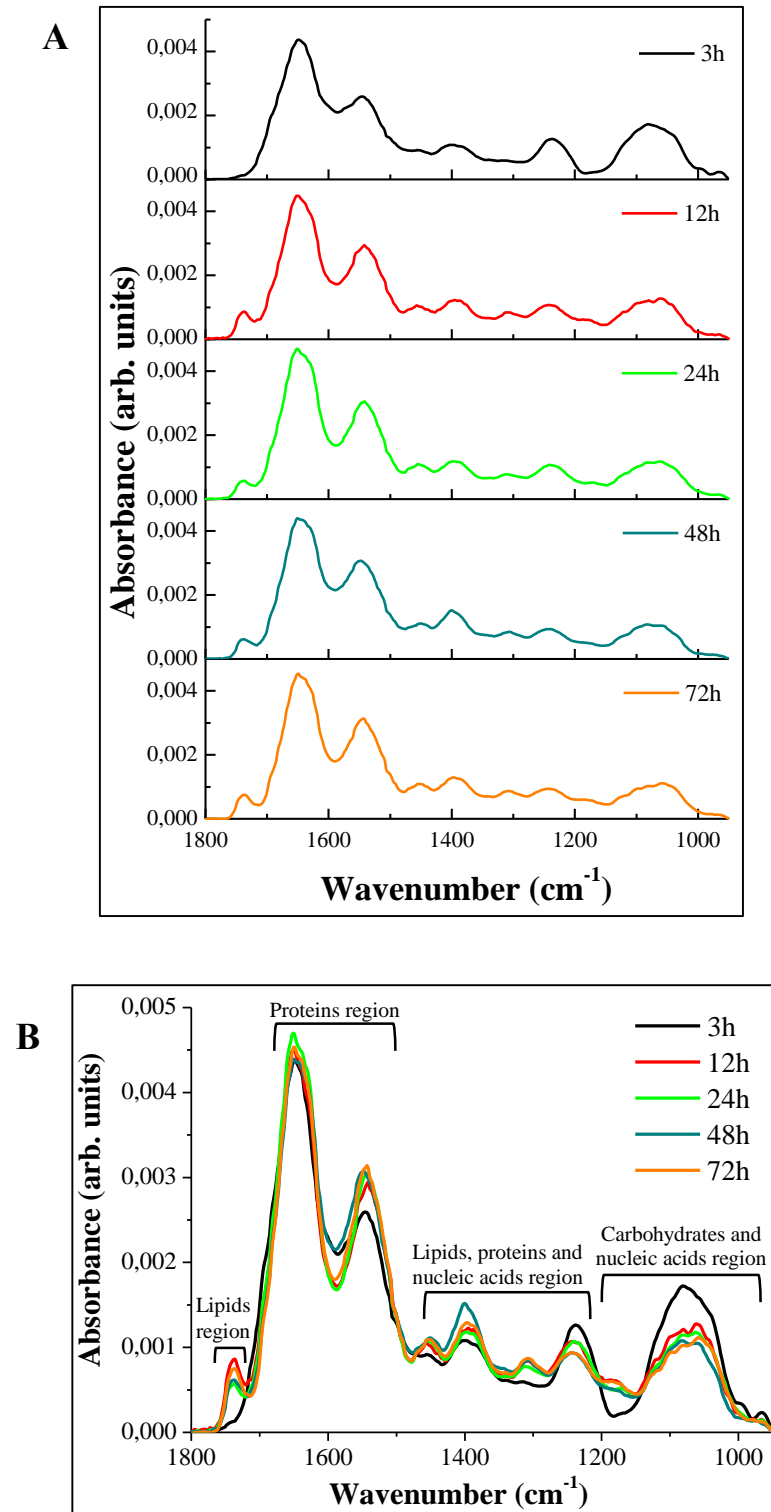 A
Absorbance (arb. units)
0,004
0,002
0,000
3h
0,004
0,002
0,000
12h
0,004
0,002
0,000
24h
0,004
0,002
0,000
48h
0,004
0,002
0,000
72h
1800 1600 1400 1200 1000
Wavenumber (cm-1)
B
Absorbance (arb. units)
0,005
0,004
0,003
0,002
0,001
0,000
Proteins region
3h
12h
24h
48h
72h
Lipids
region
Lipids, proteins and
nucleic acids region
Carbohydrates and
nucleic acids region
1800 1600 1400 1200 1000
Wavenumber (cm-1)